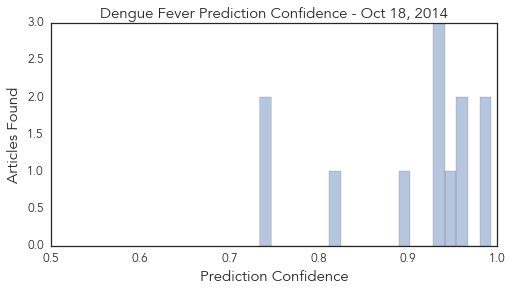 Dengue Fever Prediction Confidence - Oct 18, 2014
3.0
2.5
2.0
1.5
1.0
0.5
0.0
Articles Found
0.5 0.6 0.7 0.8 0.9 1.0
Prediction Confidence